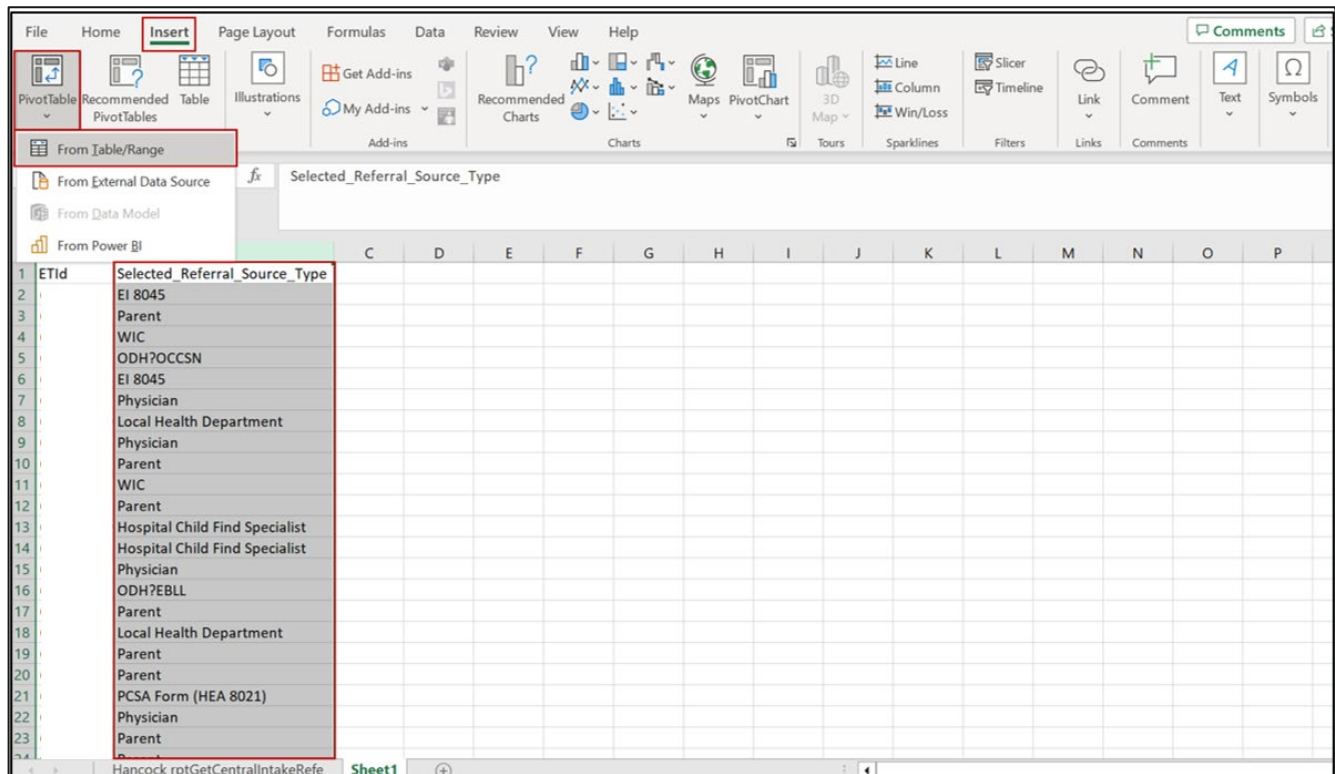 File Home Insert Page Layout Formulas Data Review View Help Comments
PivotTable Recommended PivotTables Table Illustrations Get Add-ins My Add-ins Recommended Charts Maps PivotChart 3D Map Line Column Win/Loss Slicer Timeline Link Comment Text Symbols
Add-ins Charts Tours Sparklines Filters Links Comments
From Table/Range
From External Data Source fx Selected_Referral_Source_Type
From Data Model
From Power BI
C D E F G H I J K L M N O P
1 ETId Selected_Referral_Source_Type
2 EI 8045
3 Parent
4 WIC
5 ODH?OCCSN
6 EI 8045
7 Physician
8 Local Health Department
9 Physician
10 Parent
11 WIC
12 Parent
13 Hospital Child Find Specialist
14 Hospital Child Find Specialist
15 Physician
16 ODH?EBLL
17 Parent
18 Local Health Department
19 Parent
20 Parent
21 PCSA Form (HEA 8021)
22 Physician
23 Parent
Hancock rptGetCentralIntakeRefe Sheet1